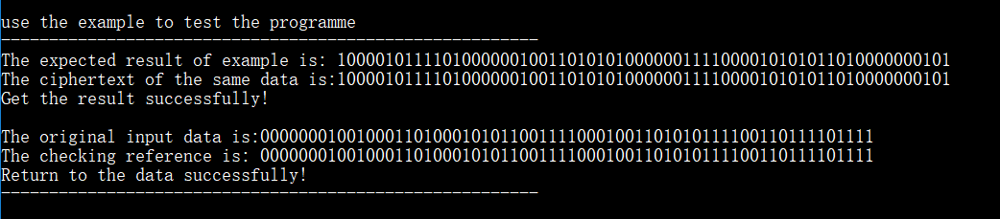 use the example to test the programme
--------------------------------------------------------
The expected result of example is: 1000010111101000000100110101010000001111000010101011010000000101
The ciphertext of the same data is:1000010111101000000100110101010000001111000010101011010000000101
Get the result successfully!
The original input data is:0000000100100011010001010110011110001001101010111100110111101111
The checking reference is: 0000000100100011010001010110011110001001101010111100110111101111
Return to the data successfully!
--------------------------------------------------------